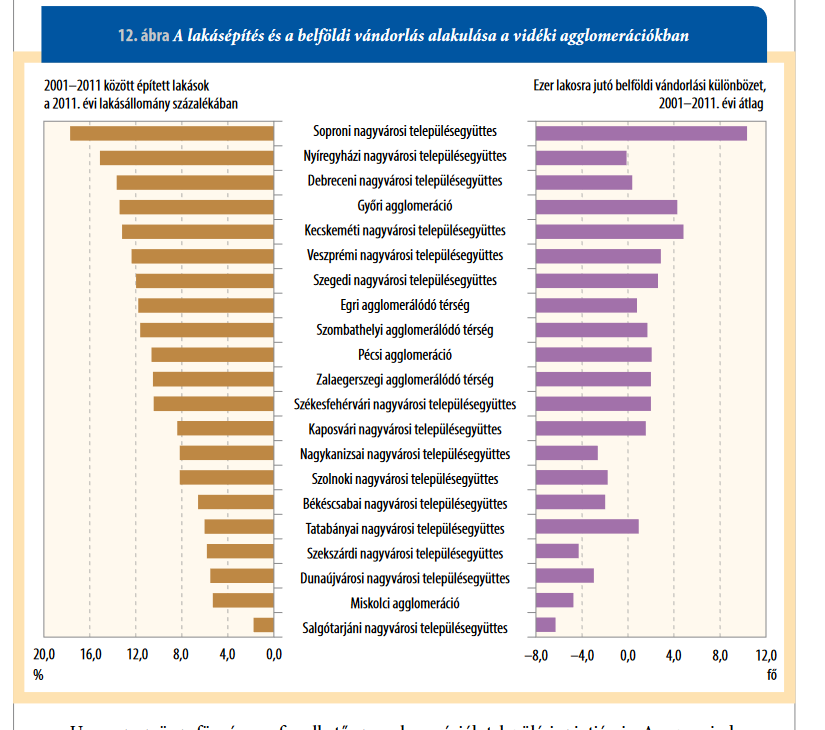 12. ábra A lakásépítés és a belföldi vándorlás alakulása a vidéki agglomerációkban
2001–2011 között épített lakások
a 2011. évi lakásállomány százalékában
Ezer lakosra jutó belföldi vándorlási különbözet,
2001–2011. évi átlag
Soproni nagyvárosi településegyüttes
Nyíregyházi nagyvárosi településegyüttes
Debreceni nagyvárosi településegyüttes
Győri agglomeráció
Kecskeméti nagyvárosi településegyüttes
Veszprémi nagyvárosi településegyüttes
Szegedi nagyvárosi településegyüttes
Egri agglomerálódó térség
Szombathelyi agglomerálódó térség
Pécsi agglomeráció
Zalaegerszegi agglomerálódó térség
Székesfehérvári nagyvárosi településegyüttes
Kaposvári nagyvárosi településegyüttes
Nagykanizsai nagyvárosi településegyüttes
Szolnoki nagyvárosi településegyüttes
Békéscsabai nagyvárosi településegyüttes
Tatabányai nagyvárosi településegyüttes
Szekszárdi nagyvárosi településegyüttes
Dunaújvárosi nagyvárosi településegyüttes
Miskolci agglomeráció
Salgótarjáni nagyvárosi településegyüttes
20,0 16,0 12,0 8,0 4,0 0,0
%
–8,0 –4,0 0,0 4,0 8,0 12,0
fő